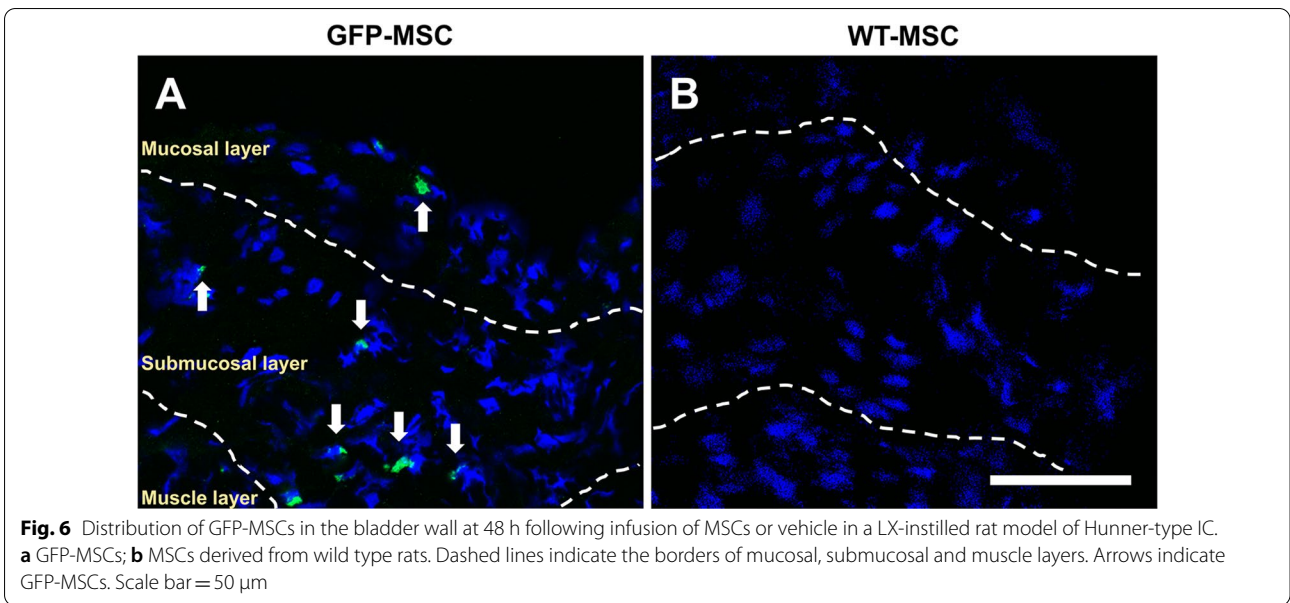 GFP-MSC
WT-MSC
A
B
Mucosal layer
Submucosal layer
Muscle layer
Fig. 6 Distribution of GFP-MSCs in the bladder wall at 48 h following infusion of MSCs or vehicle in a LX-instilled rat model of Hunner-type IC.
a GFP-MSCs; b MSCs derived from wild type rats. Dashed lines indicate the borders of mucosal, submucosal and muscle layers. Arrows indicate
GFP-MSCs. Scale bar = 50 μm